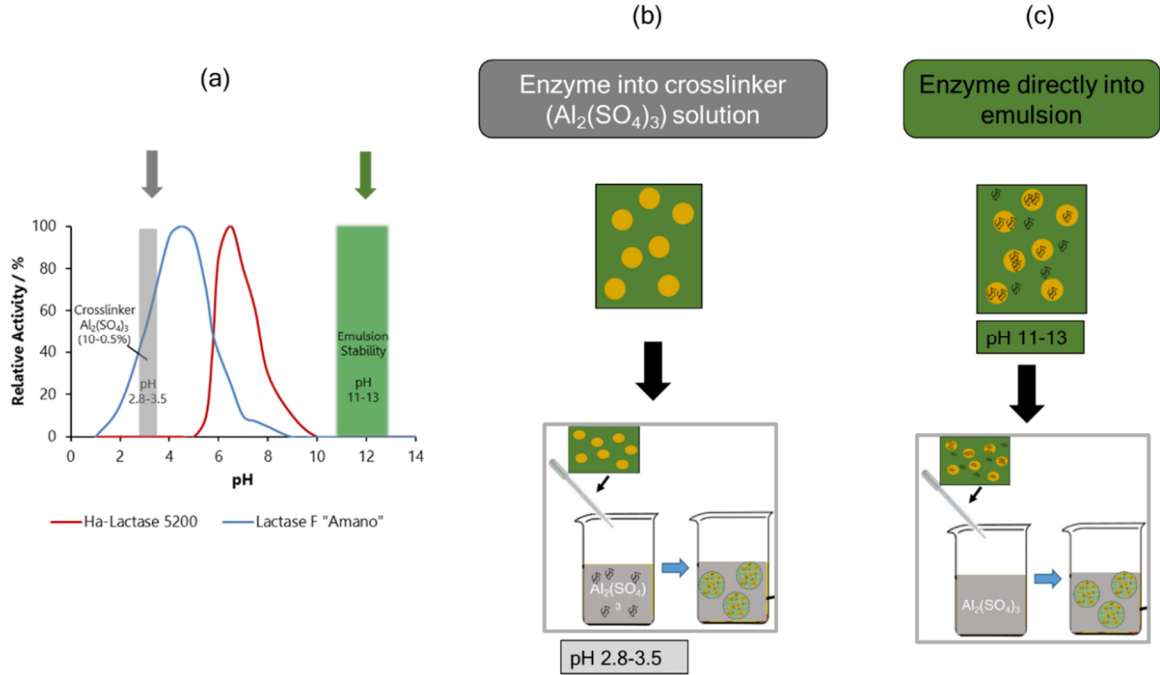 (a)
100
80
60
40
20
0
Relative Activity / %
Crosslinker
Al₂(SO₄)₃
(10-0.5%)
pH
2.8-3.5
Emulsion
Stability
pH
11-13
0 2 4 6 8 10 12 14
pH
Ha-Lactase 5200 Lactase F "Amano"
(b)
Enzyme into crosslinker
(Al₂(SO₄)₃) solution
Al₂(SO₄)
3
pH 2.8-3.5
(c)
Enzyme directly into
emulsion
pH 11-13
Al₂(SO₄)₃